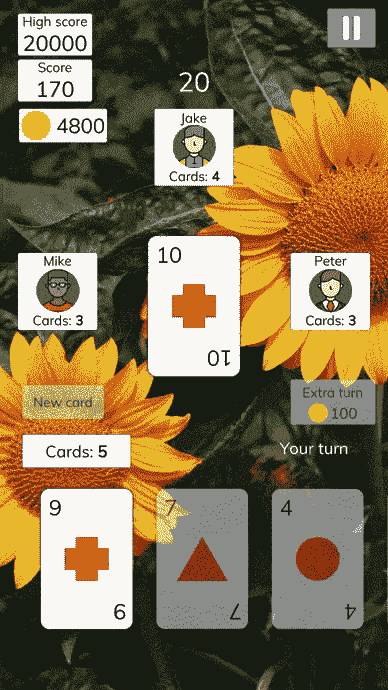 High score
20000
Score
170
4800
20
Jake
Cards: 4
Mike
Cards: 3
10
10
Peter
Cards: 3
New card
Extra turn
100
Cards: 5
Your turn
9
9
7
7
4
4